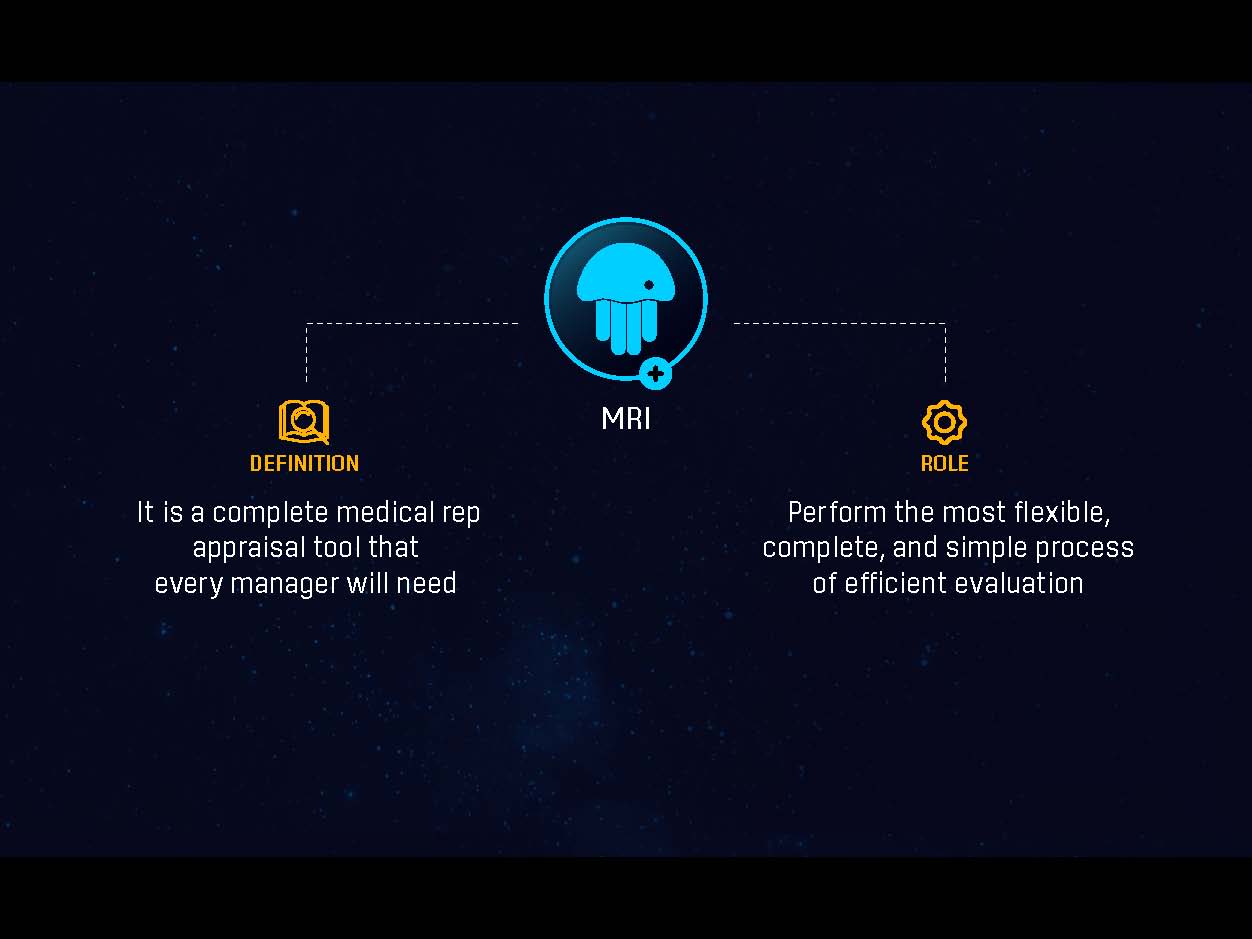 MRI
DEFINITION
It is a complete medical rep
appraisal tool that
every manager will need
ROLE
Perform the most flexible,
complete, and simple process
of efficient evaluation